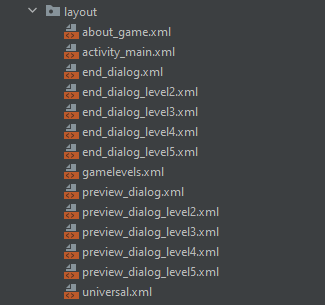 layout
about_game.xml
activity_main.xml
end_dialog.xml
end_dialog_level2.xml
end_dialog_level3.xml
end_dialog_level4.xml
end_dialog_level5.xml
gamelevels.xml
preview_dialog.xml
preview_dialog_level2.xml
preview_dialog_level3.xml
preview_dialog_level4.xml
preview_dialog_level5.xml
universal.xml